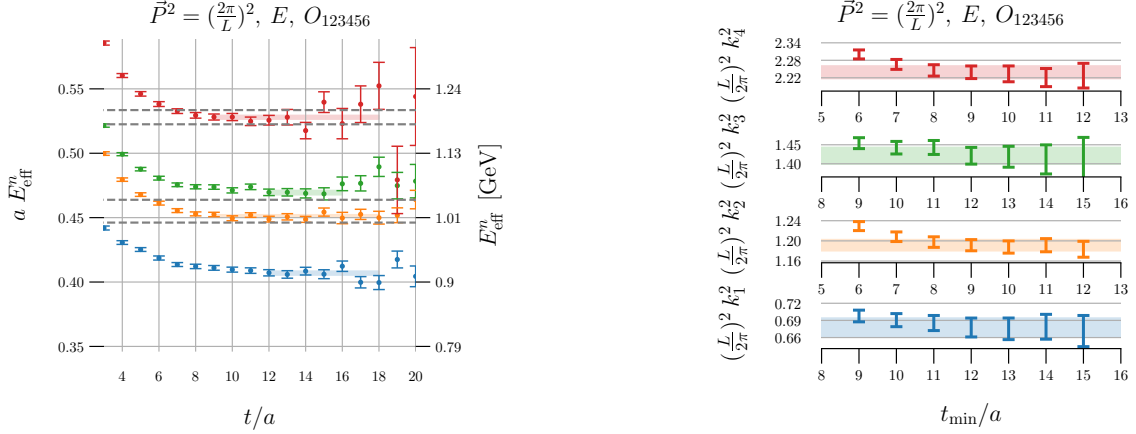 $\vec{P}^2 = (\frac{2\pi}{L})^2,\ E,\ O_{123456}$
$a\ E^n_{\mathrm{eff}}$
0.55
0.50
0.45
0.40
0.35
1.24
1.13
1.01
0.9
0.79
$E^n_{\mathrm{eff}}$ [GeV]
4 6 8 10 12 14 16 18 20
$t/a$
$\vec{P}^2 = (\frac{2\pi}{L})^2,\ E,\ O_{123456}$
$(\frac{L}{2\pi})^2\ k_4^2$
2.34
2.28
2.22
5 6 7 8 9 10 11 12 13
$(\frac{L}{2\pi})^2\ k_3^2$
1.45
1.40
5 6 7 8 9 10 11 12 13
$(\frac{L}{2\pi})^2\ k_2^2$
1.24
1.20
1.16
5 6 7 8 9 10 11 12 13
$(\frac{L}{2\pi})^2\ k_1^2$
0.72
0.69
0.66
8 9 10 11 12 13 14 15 16
$t_{\min}/a$